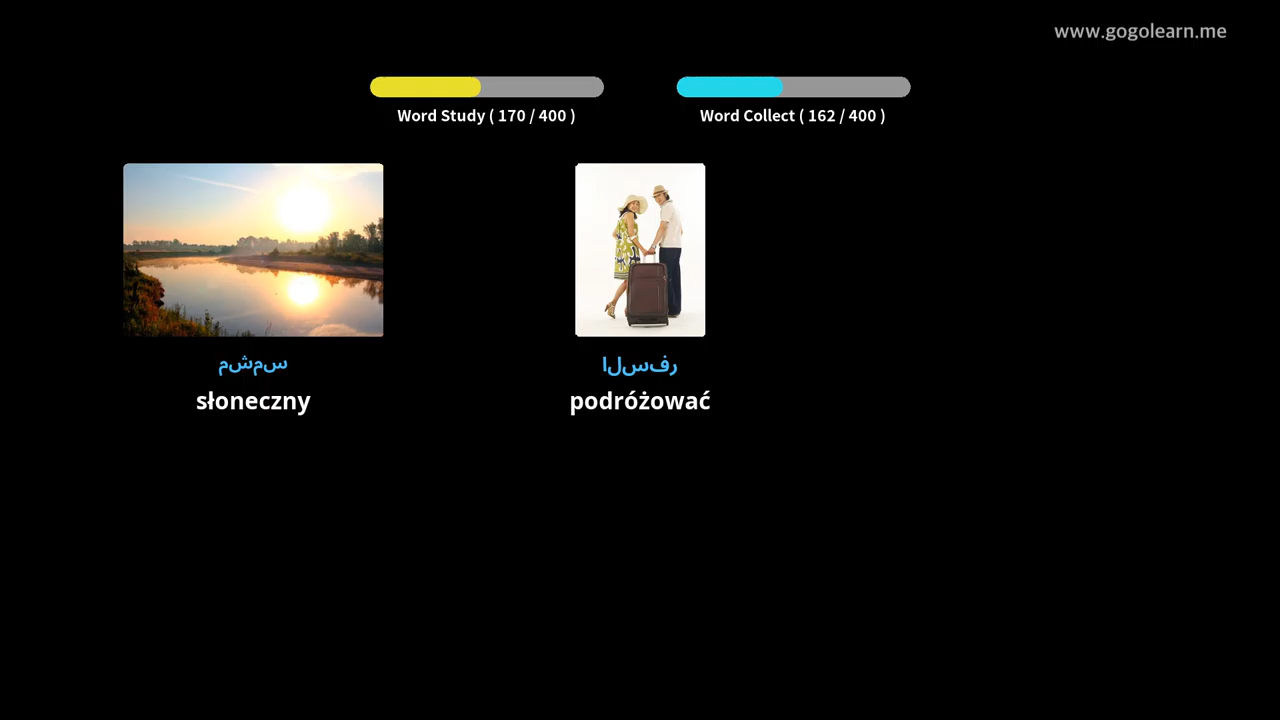 www.gogolearn.me
Word Study ( 170 / 400 )
Word Collect ( 162 / 400 )
مشمس
السفر
słoneczny
podróżować